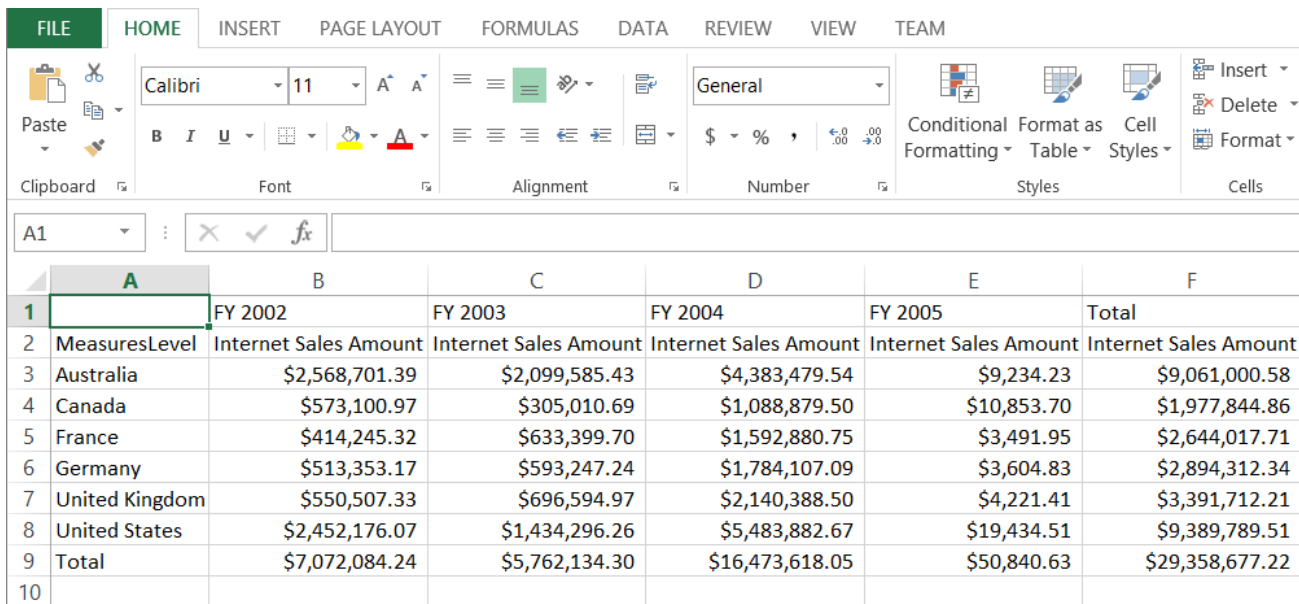 FILE HOME INSERT PAGE LAYOUT FORMULAS DATA REVIEW VIEW TEAM
Paste
Calibri 11 A A
B I U A
General
$ % , .0 .00 .00 .0
Conditional Formatting
Format as Table
Cell Styles
Insert
Delete
Format
Clipboard Font Alignment Number Styles Cells
A1 fx
A B C D E F
1 FY 2002 FY 2003 FY 2004 FY 2005 Total
2 MeasuresLevel Internet Sales Amount Internet Sales Amount Internet Sales Amount Internet Sales Amount Internet Sales Amount
3 Australia $2,568,701.39 $2,099,585.43 $4,383,479.54 $9,234.23 $9,061,000.58
4 Canada $573,100.97 $305,010.69 $1,088,879.50 $10,853.70 $1,977,844.86
5 France $414,245.32 $633,399.70 $1,592,880.75 $3,491.95 $2,644,017.71
6 Germany $513,353.17 $593,247.24 $1,784,107.09 $3,604.83 $2,894,312.34
7 United Kingdom $550,507.33 $696,594.97 $2,140,388.50 $4,221.41 $3,391,712.21
8 United States $2,452,176.07 $1,434,296.26 $5,483,882.67 $19,434.51 $9,389,789.51
9 Total $7,072,084.24 $5,762,134.30 $16,473,618.05 $50,840.63 $29,358,677.22
10